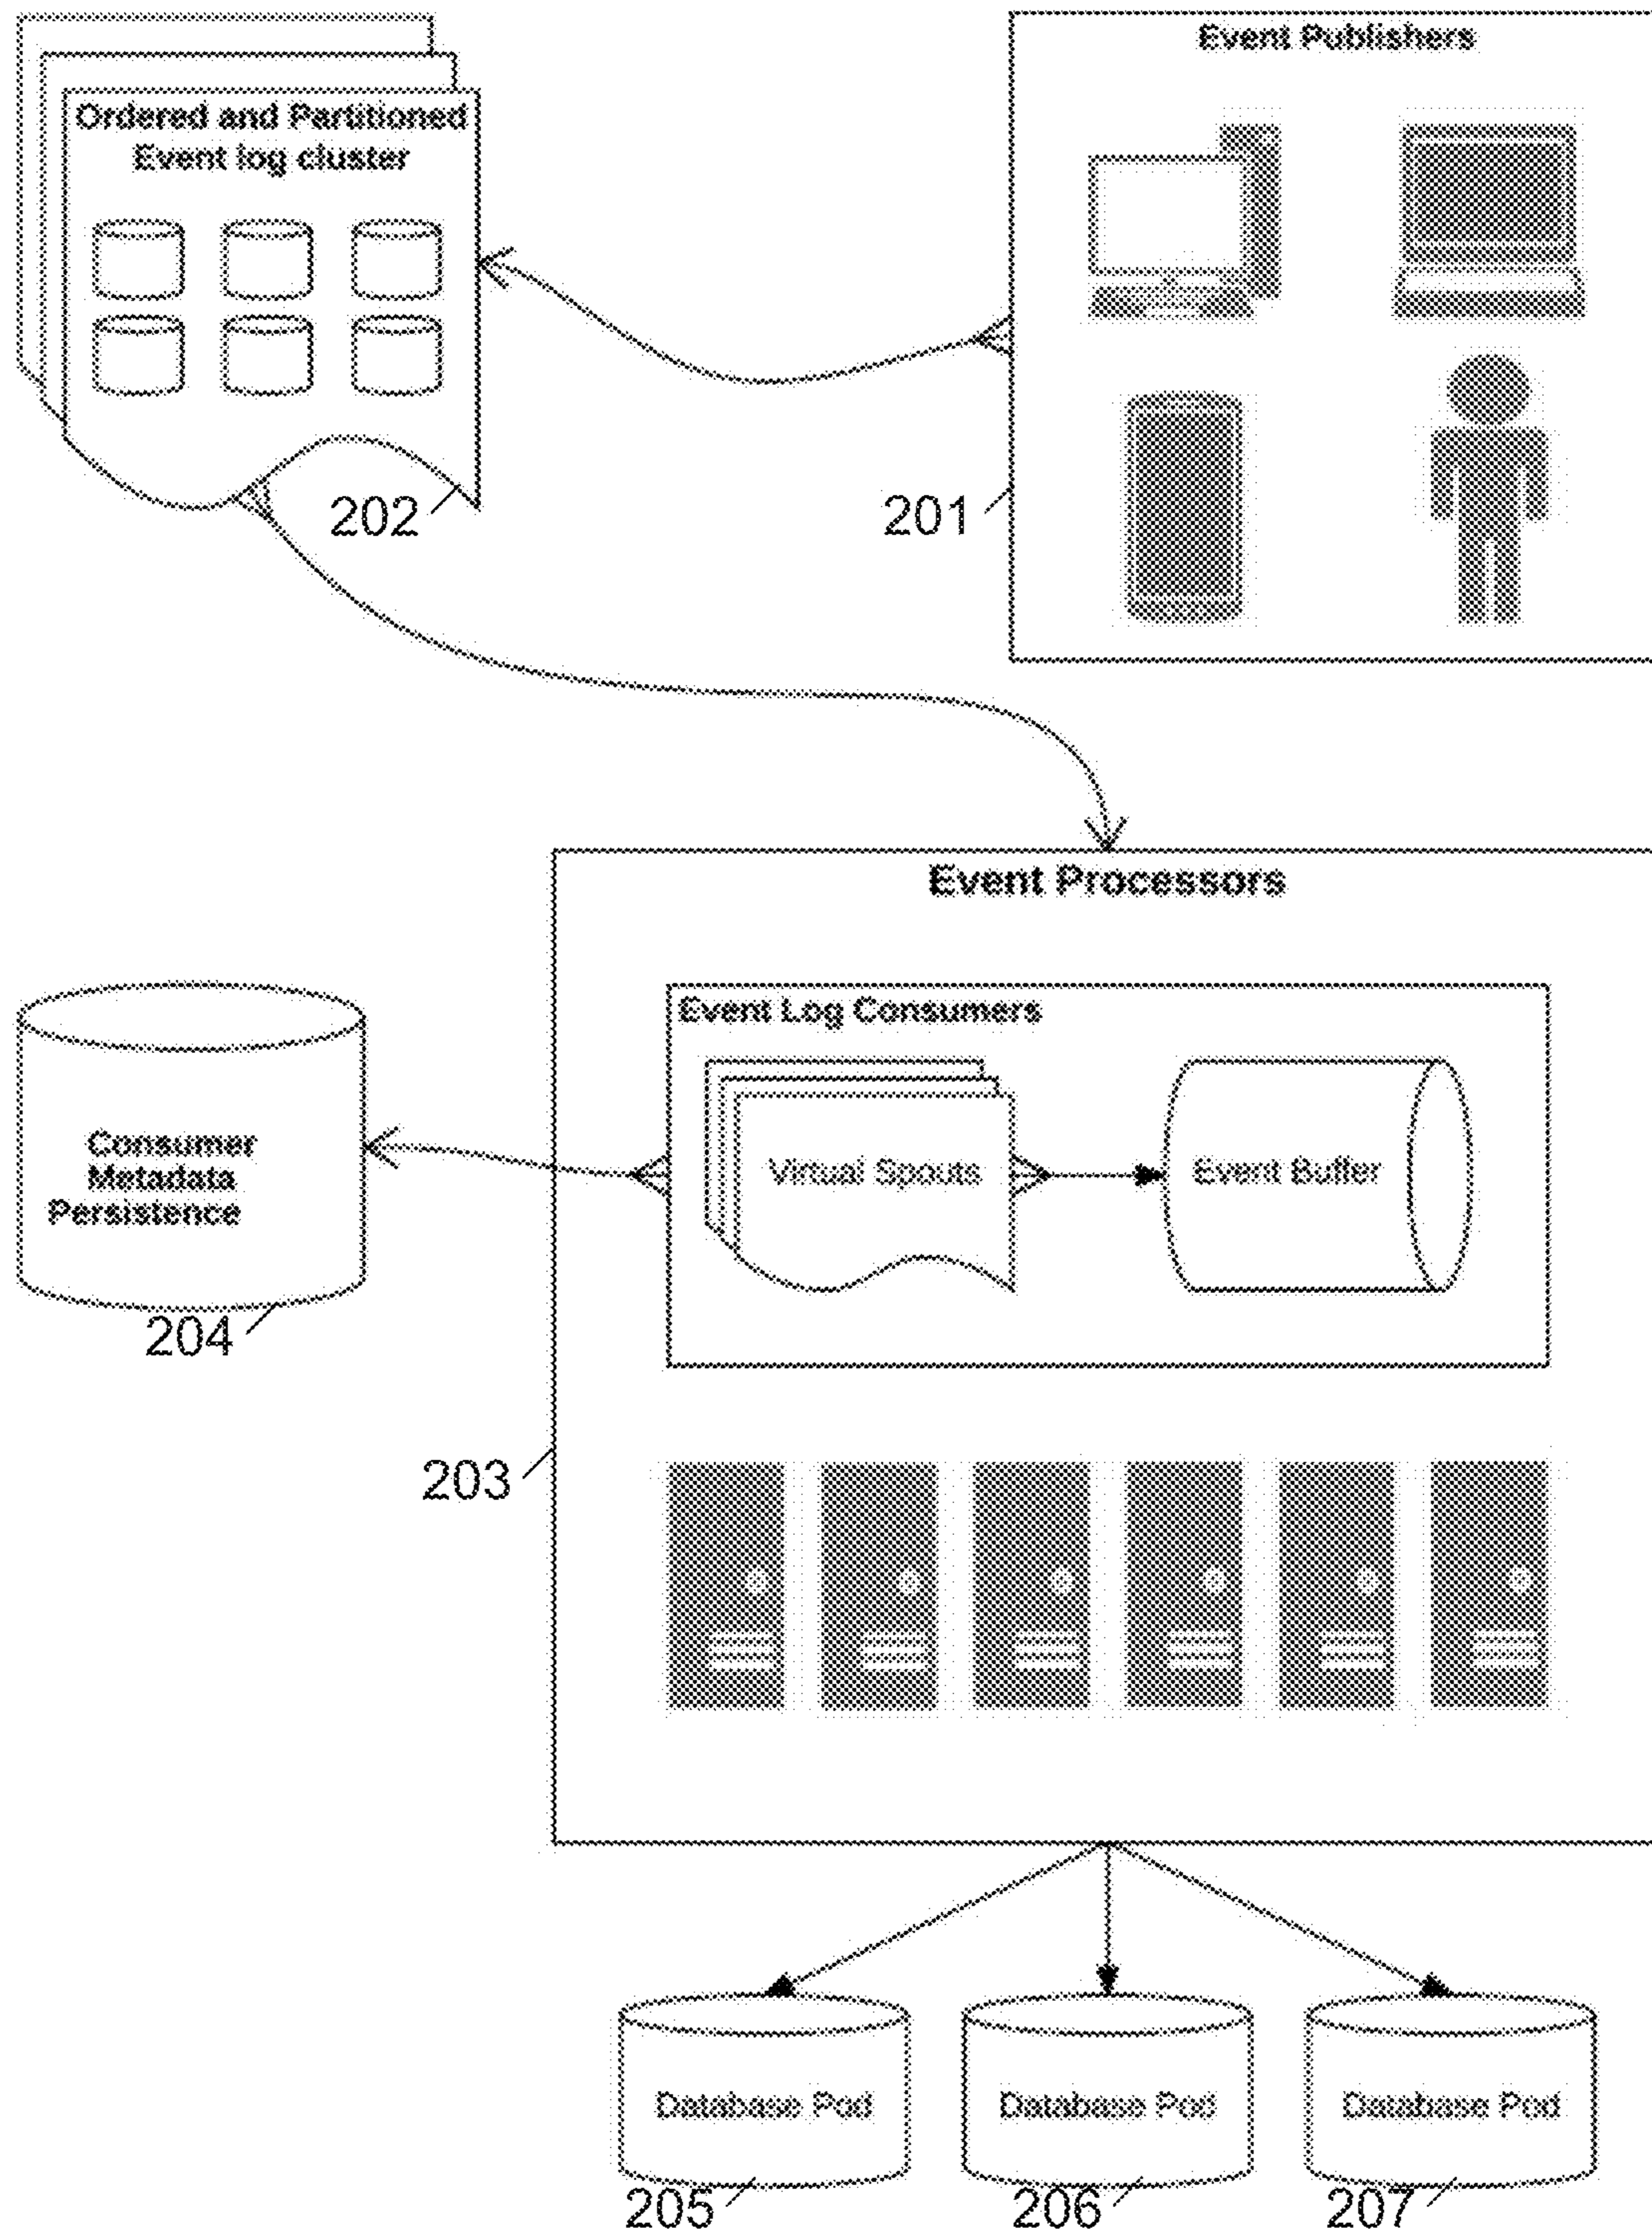 Event Publishers
Ordered and Partitioned
Event log cluster
202
201
Event Processors
Event Log Consumers
Virtual Spouts
Event Buffer
Consumer
Metadata
Persistence
204
203
Database Pod
Database Pod
Database Pod
205
206
207